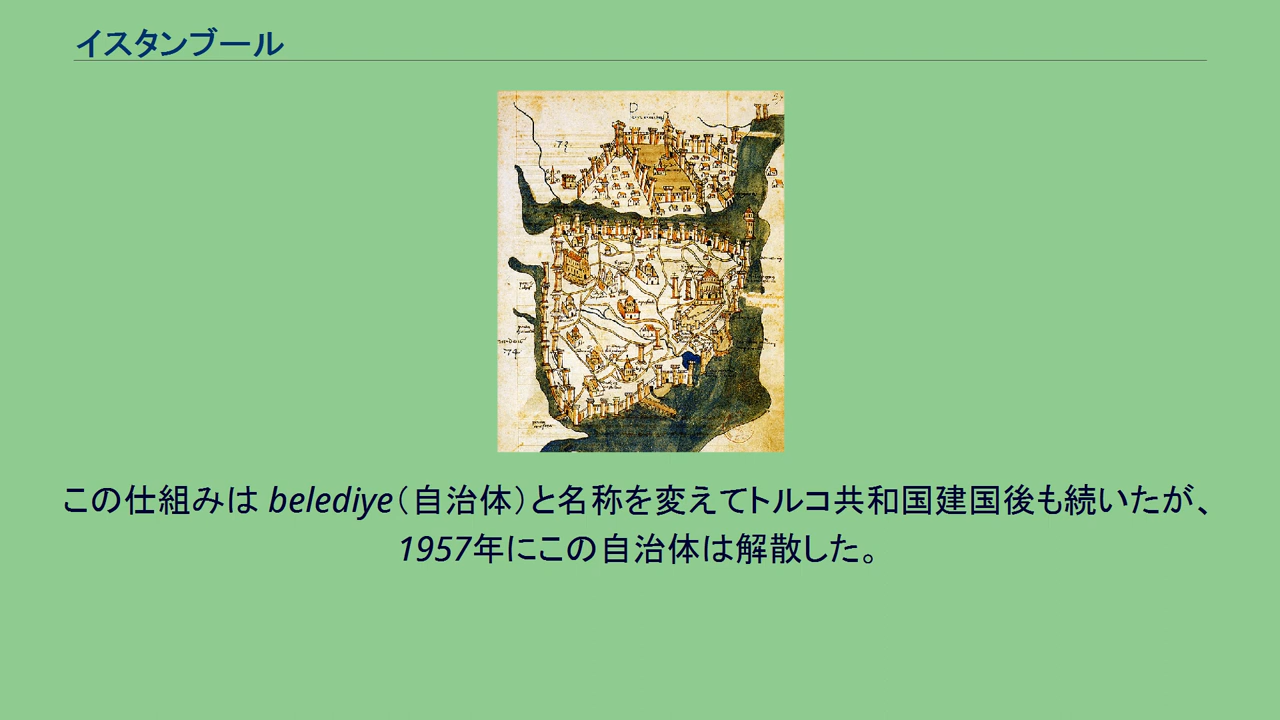 イスタンブール
この仕組みは belediye（自治体）と名称を変えてトルコ共和国建国後も続いたが、
1957年にこの自治体は解散した。